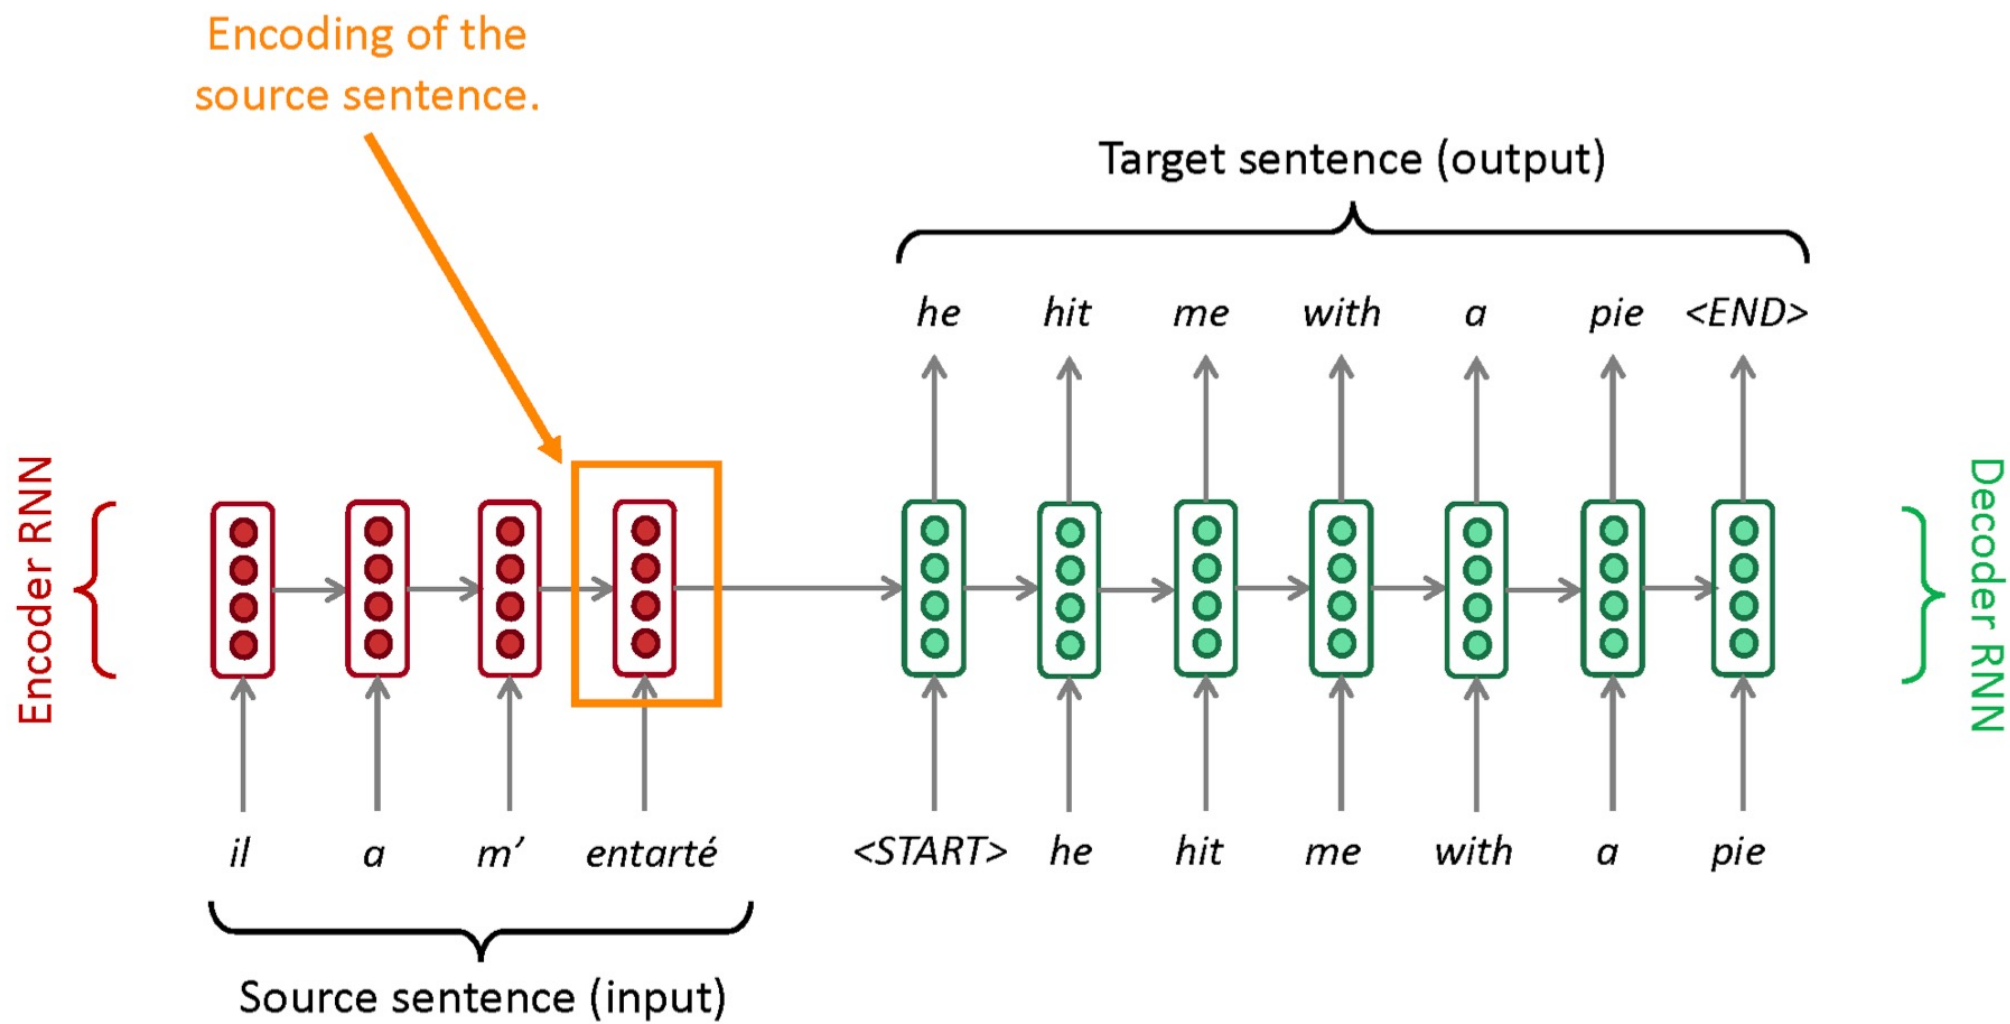 Encoding of the
source sentence.
Target sentence (output)
he hit me with a pie <END>
Encoder RNN
Decoder RNN
il a m’ entarté <START> he hit me with a pie
Source sentence (input)